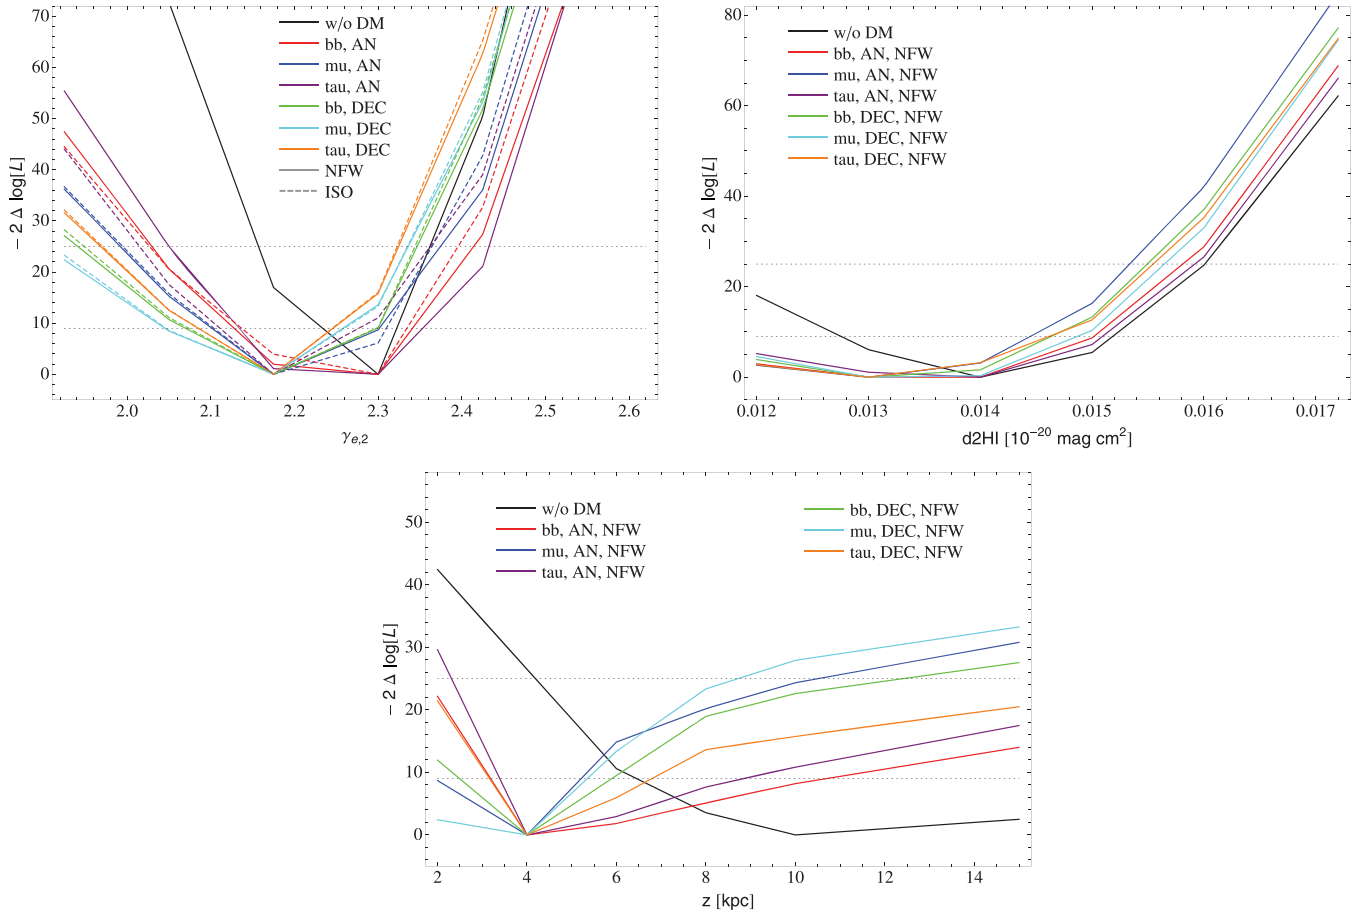 70
60
50
40
30
20
10
0
− 2 Δ log[L]
w/o DM
bb, AN
mu, AN
tau, AN
bb, DEC
mu, DEC
tau, DEC
NFW
ISO
2.0 2.1 2.2 2.3 2.4 2.5 2.6
γe,2
80
60
40
20
0
− 2 Δ log[L]
w/o DM
bb, AN, NFW
mu, AN, NFW
tau, AN, NFW
bb, DEC, NFW
mu, DEC, NFW
tau, DEC, NFW
0.012 0.013 0.014 0.015 0.016 0.017
d2HI [10⁻²⁰ mag cm²]
50
40
30
20
10
0
− 2 Δ log[L]
w/o DM
bb, AN, NFW
mu, AN, NFW
tau, AN, NFW
bb, DEC, NFW
mu, DEC, NFW
tau, DEC, NFW
2 4 6 8 10 12 14
z [kpc]